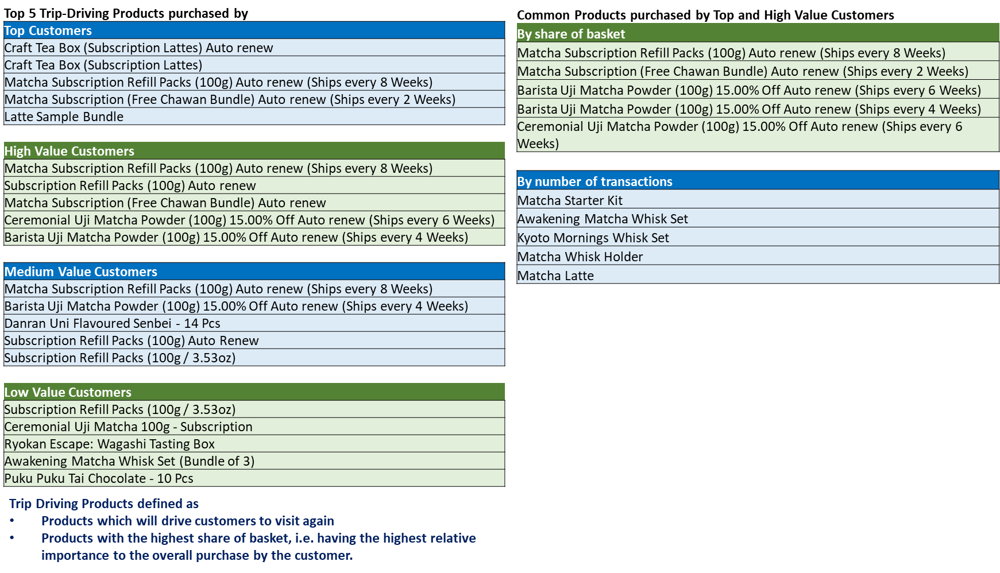 Top 5 Trip-Driving Products purchased by
Top Customers
Craft Tea Box (Subscription Lattes) Auto renew
Craft Tea Box (Subscription Lattes)
Matcha Subscription Refill Packs (100g) Auto renew (Ships every 8 Weeks)
Matcha Subscription (Free Chawan Bundle) Auto renew (Ships every 2 Weeks)
Latte Sample Bundle
High Value Customers
Matcha Subscription Refill Packs (100g) Auto renew (Ships every 8 Weeks)
Subscription Refill Packs (100g) Auto renew
Matcha Subscription (Free Chawan Bundle) Auto renew
Ceremonial Uji Matcha Powder (100g) 15.00% Off Auto renew (Ships every 6 Weeks)
Barista Uji Matcha Powder (100g) 15.00% Off Auto renew (Ships every 4 Weeks)
Medium Value Customers
Matcha Subscription Refill Packs (100g) Auto renew (Ships every 8 Weeks)
Barista Uji Matcha Powder (100g) 15.00% Off Auto renew (Ships every 4 Weeks)
Danran Uni Flavoured Senbei - 14 Pcs
Subscription Refill Packs (100g) Auto Renew
Subscription Refill Packs (100g / 3.53oz)
Low Value Customers
Subscription Refill Packs (100g / 3.53oz)
Ceremonial Uji Matcha 100g - Subscription
Ryokan Escape: Wagashi Tasting Box
Awakening Matcha Whisk Set (Bundle of 3)
Puku Puku Tai Chocolate - 10 Pcs
Trip Driving Products defined as
• Products which will drive customers to visit again
• Products with the highest share of basket, i.e. having the highest relative
importance to the overall purchase by the customer.
Common Products purchased by Top and High Value Customers
By share of basket
Matcha Subscription Refill Packs (100g) Auto renew (Ships every 8 Weeks)
Matcha Subscription (Free Chawan Bundle) Auto renew (Ships every 2 Weeks)
Barista Uji Matcha Powder (100g) 15.00% Off Auto renew (Ships every 6 Weeks)
Barista Uji Matcha Powder (100g) 15.00% Off Auto renew (Ships every 4 Weeks)
Ceremonial Uji Matcha Powder (100g) 15.00% Off Auto renew (Ships every 6
Weeks)
By number of transactions
Matcha Starter Kit
Awakening Matcha Whisk Set
Kyoto Mornings Whisk Set
Matcha Whisk Holder
Matcha Latte